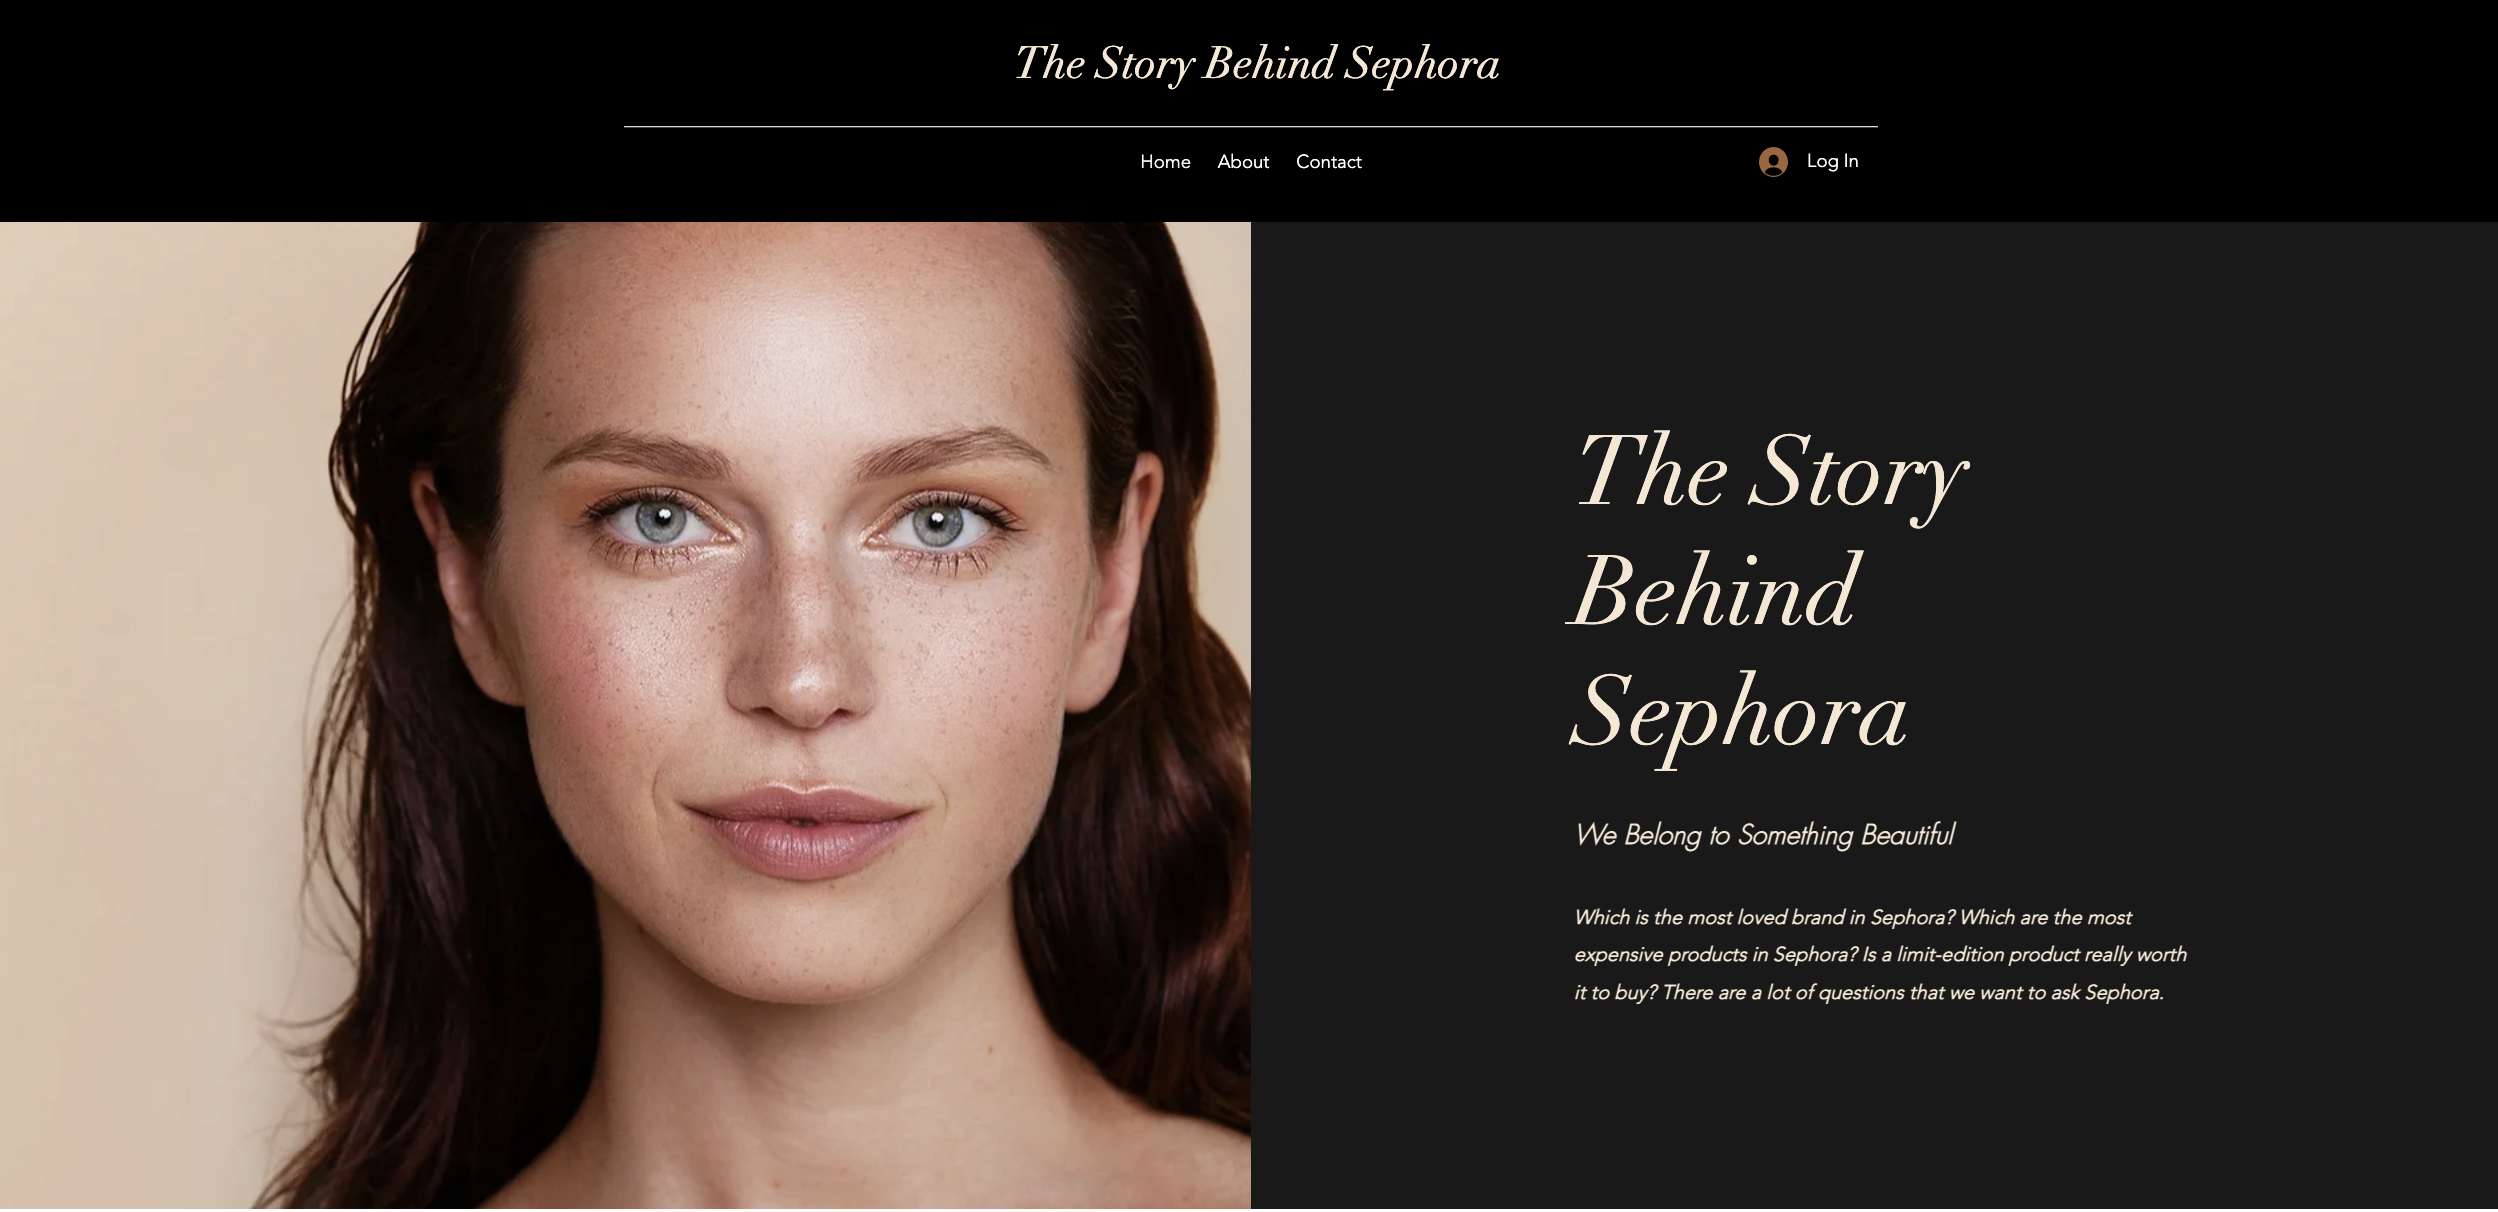 The Story Behind Sephora
Home About Contact
Log In
The Story
Behind
Sephora
We Belong to Something Beautiful
Which is the most loved brand in Sephora? Which are the most
expensive products in Sephora? Is a limit-edition product really worth
it to buy? There are a lot of questions that we want to ask Sephora.